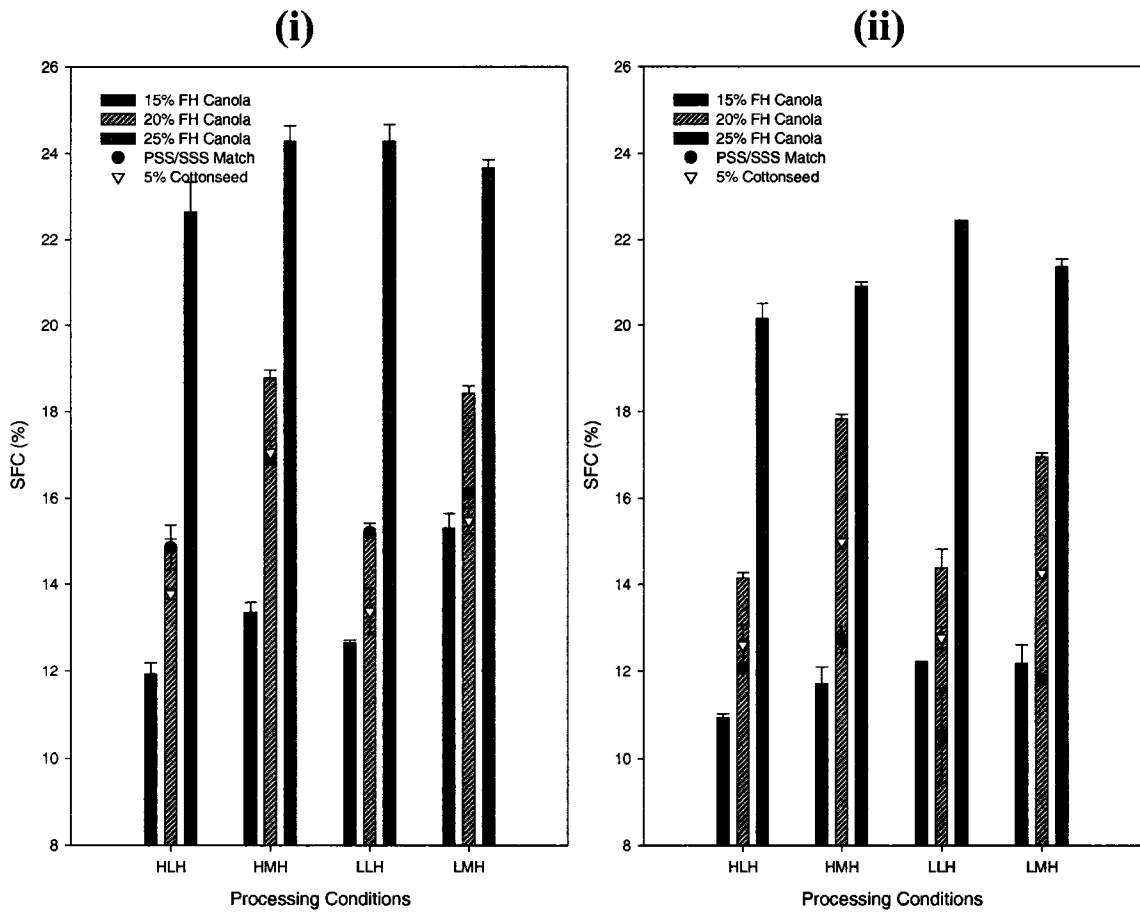 (i)
26
24
22
20
18
16
14
12
10
8
SFC (%)
15% FH Canola
20% FH Canola
25% FH Canola
PSS/SSS Match
5% Cottonseed
HLH
HMH
LLH
LMH
Processing Conditions
(ii)
26
24
22
20
18
16
14
12
10
8
SFC (%)
15% FH Canola
20% FH Canola
25% FH Canola
PSS/SSS Match
5% Cottonseed
HLH
HMH
LLH
LMH
Processing Conditions